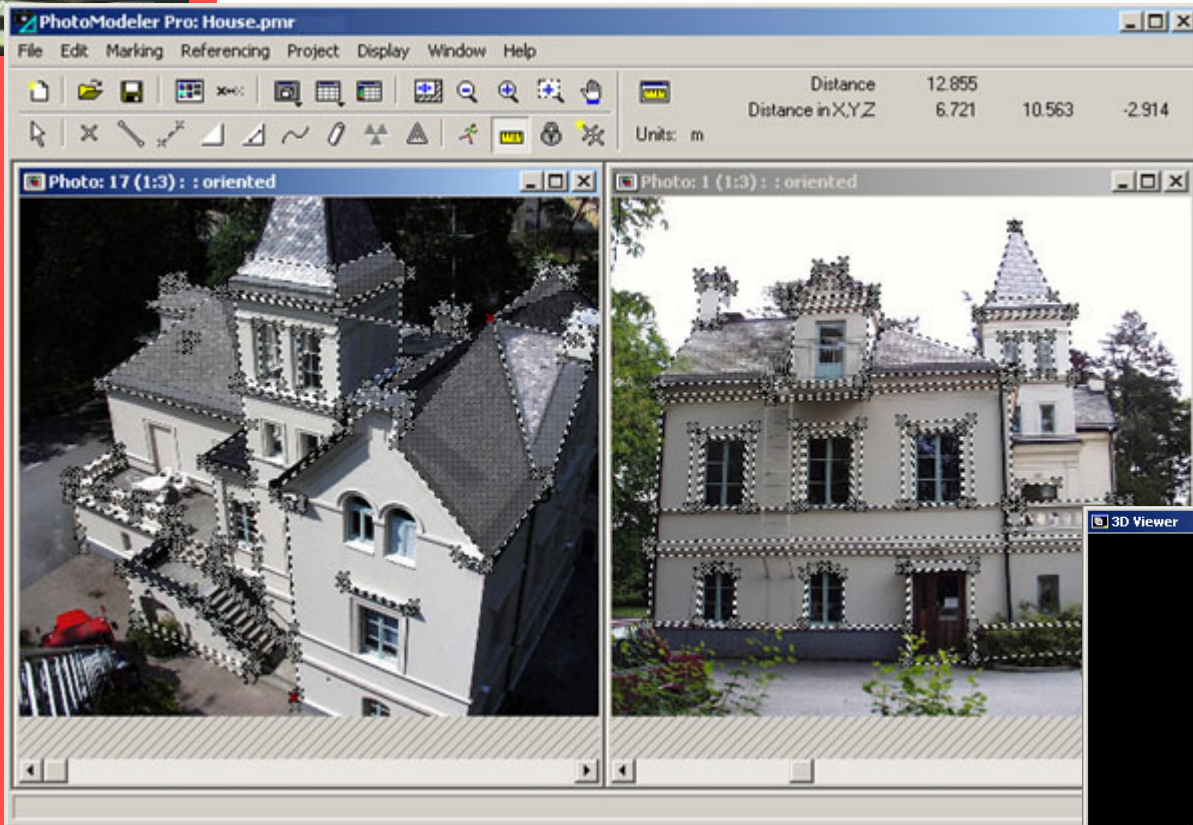 PhotoModeler Pro: House.pmr
File Edit Marking Referencing Project Display Window Help
Distance 12.855
Distance in X,Y,Z 6.721 10.563 -2.914
Units: m
Photo: 17 (1:3) : : oriented
Photo: 1 (1:3) : : oriented
3D Viewer